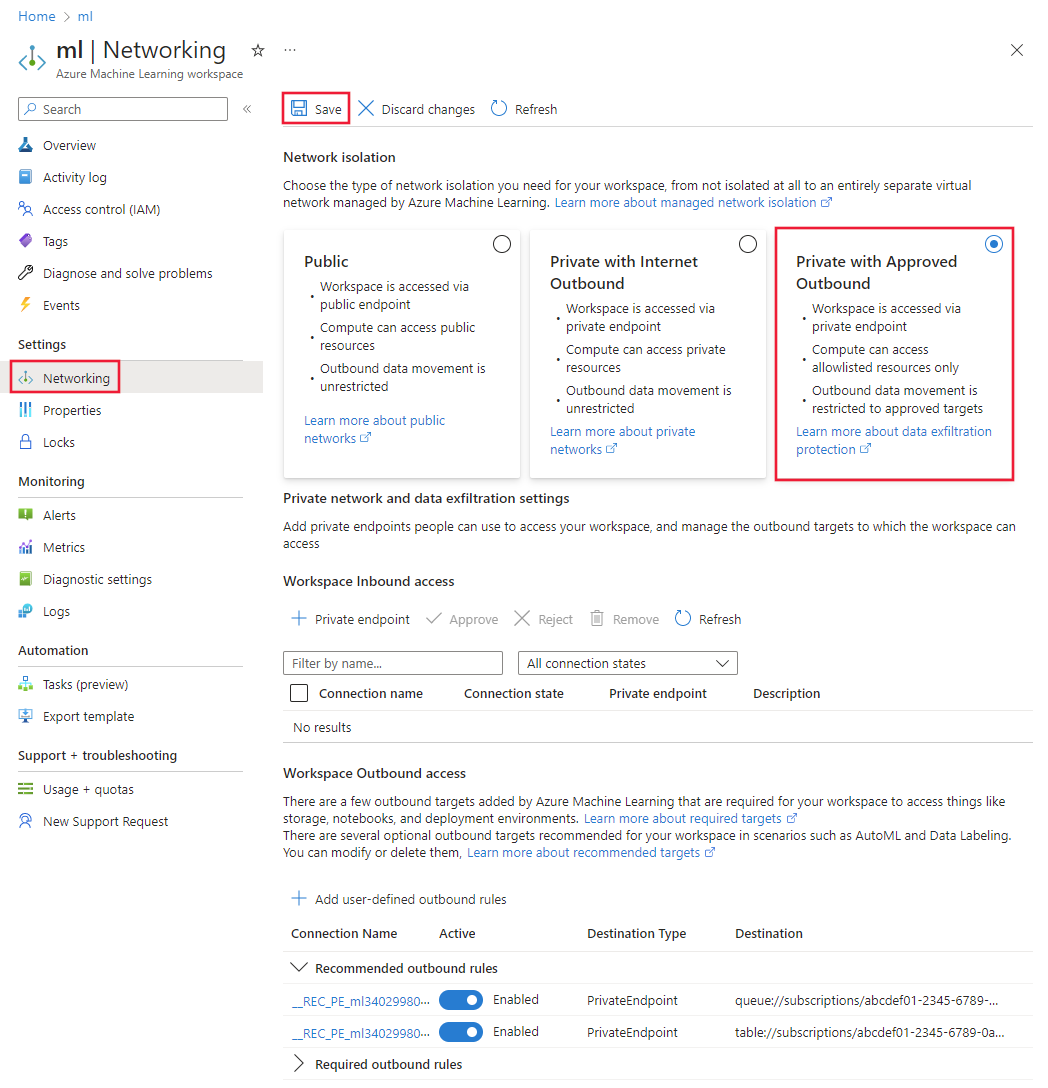 Home > ml
ml | Networking
Azure Machine Learning workspace
Search
Overview
Activity log
Access control (IAM)
Tags
Diagnose and solve problems
Events
Settings
Networking
Properties
Locks
Monitoring
Alerts
Metrics
Diagnostic settings
Logs
Automation
Tasks (preview)
Export template
Support + troubleshooting
Usage + quotas
New Support Request
Save
Discard changes
Refresh
Network isolation
Choose the type of network isolation you need for your workspace, from not isolated at all to an entirely separate virtual
network managed by Azure Machine Learning. Learn more about managed network isolation
Public
• Workspace is accessed via
public endpoint
• Compute can access public
resources
• Outbound data movement is
unrestricted
Learn more about public
networks
Private with Internet
Outbound
• Workspace is accessed via
private endpoint
• Compute can access private
resources
• Outbound data movement is
unrestricted
Learn more about private
networks
Private with Approved
Outbound
• Workspace is accessed via
private endpoint
• Compute can access
allowlisted resources only
• Outbound data movement is
restricted to approved targets
Learn more about data exfiltration
protection
Private network and data exfiltration settings
Add private endpoints people can use to access your workspace, and manage the outbound targets to which the workspace can
access
Workspace Inbound access
Private endpoint
Approve
Reject
Remove
Refresh
Filter by name...
All connection states
Connection name Connection state Private endpoint Description
No results
Workspace Outbound access
There are a few outbound targets added by Azure Machine Learning that are required for your workspace to access things like
storage, notebooks, and deployment environments. Learn more about required targets
There are several optional outbound targets recommended for your workspace in scenarios such as AutoML and Data Labeling.
You can modify or delete them, Learn more about recommended targets
Add user-defined outbound rules
Connection Name Active Destination Type Destination
Recommended outbound rules
__REC_PE_ml34029980... Enabled PrivateEndpoint queue://subscriptions/abcdef01-2345-6789-...
__REC_PE_ml34029980... Enabled PrivateEndpoint table://subscriptions/abcdef01-2345-6789-0a...
Required outbound rules